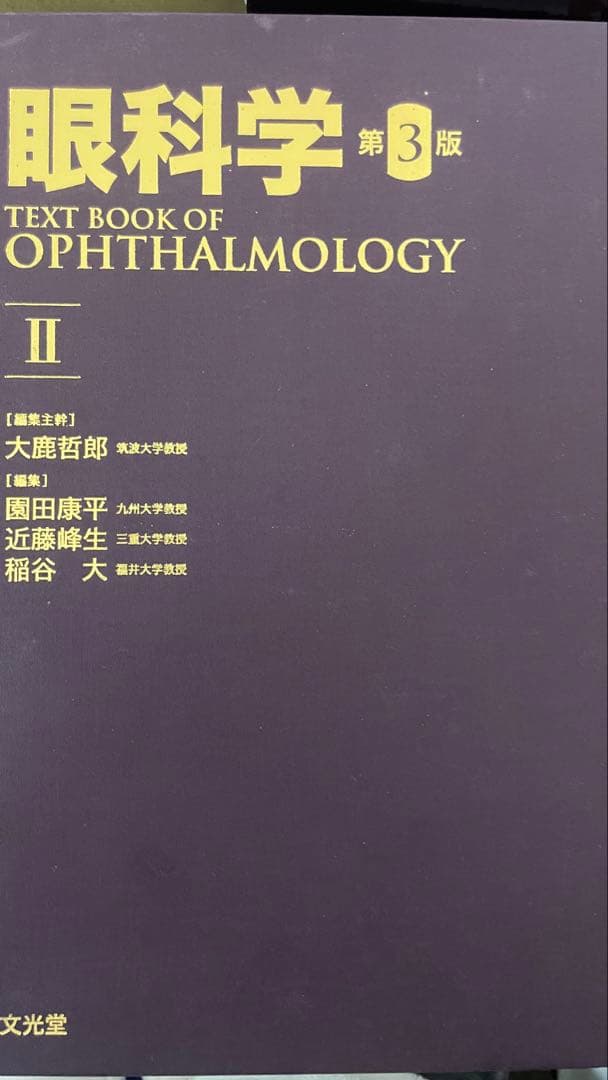 眼科学 第3版
TEXT BOOK OF
OPHTHALMOLOGY
II
［編集主幹］
大鹿哲郎 筑波大学教授
［編集］
園田康平 九州大学教授
近藤峰生 三重大学教授
稲谷 大 福井大学教授
文光堂